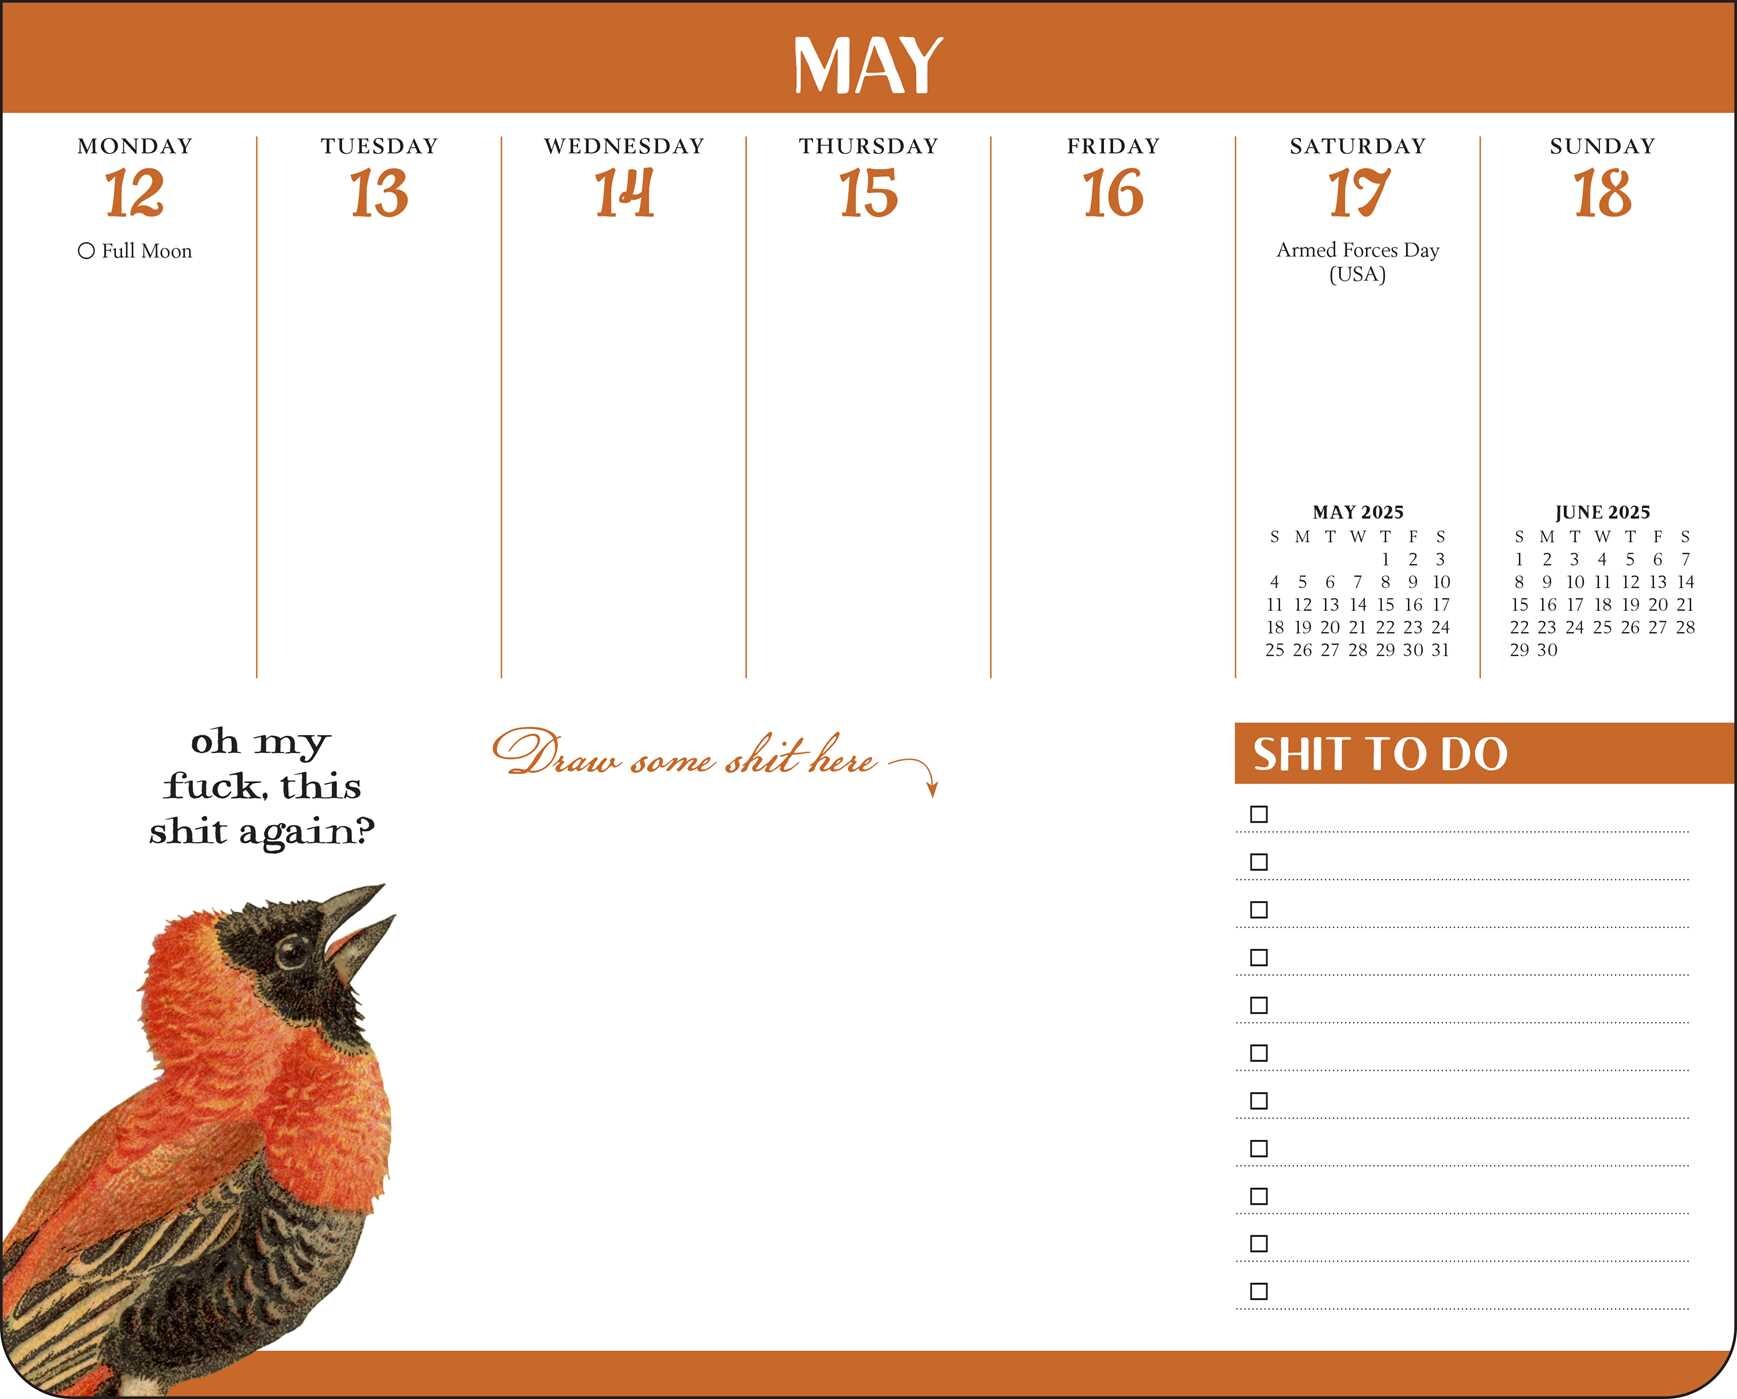 MAY
MONDAY TUESDAY WEDNESDAY THURSDAY FRIDAY SATURDAY SUNDAY
12 13 14 15 16 17 18
Full Moon
Armed Forces Day
(USA)
MAY 2025
S M T W T F S
1 2 3
4 5 6 7 8 9 10
11 12 13 14 15 16 17
18 19 20 21 22 23 24
25 26 27 28 29 30 31
JUNE 2025
S M T W T F S
1 2 3 4 5 6 7
8 9 10 11 12 13 14
15 16 17 18 19 20 21
22 23 24 25 26 27 28
29 30
oh my
fuck, this
shit again?
Draw some shit here
SHIT TO DO